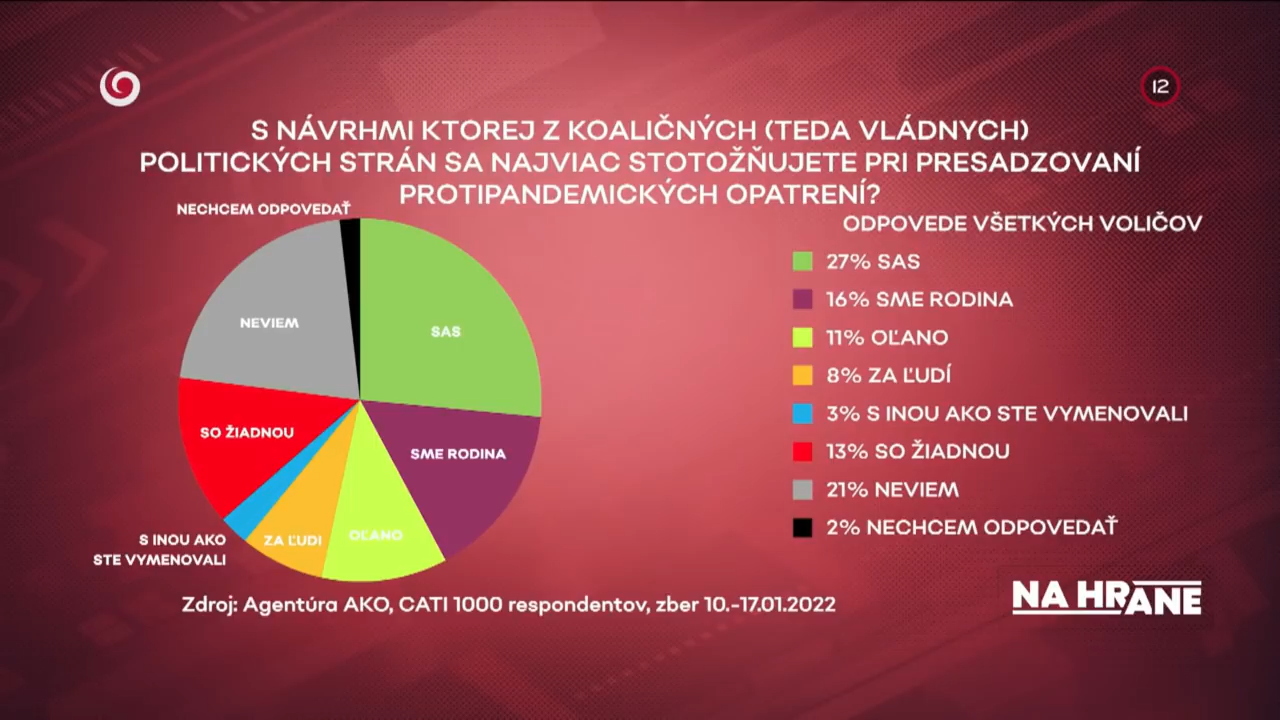 12
S NÁVRHMI KTOREJ Z KOALIČNÝCH (TEDA VLÁDNYCH)
POLITICKÝCH STRÁN SA NAJVIAC STOTOŽŇUJETE PRI PRESADZOVANÍ
PROTIPANDEMICKÝCH OPATRENÍ?
NECHCEM ODPOVEDAŤ
NEVIEM
SAS
SO ŽIADNOU
SME RODINA
S INOU AKO
STE VYMENOVALI
ZA ĽUDI
OĽANO
ODPOVEDE VŠETKÝCH VOLIČOV
27% SAS
16% SME RODINA
11% OĽANO
8% ZA ĽUDÍ
3% S INOU AKO STE VYMENOVALI
13% SO ŽIADNOU
21% NEVIEM
2% NECHCEM ODPOVEDAŤ
Zdroj: Agentúra AKO, CATI 1000 respondentov, zber 10.-17.01.2022
NA HRANE